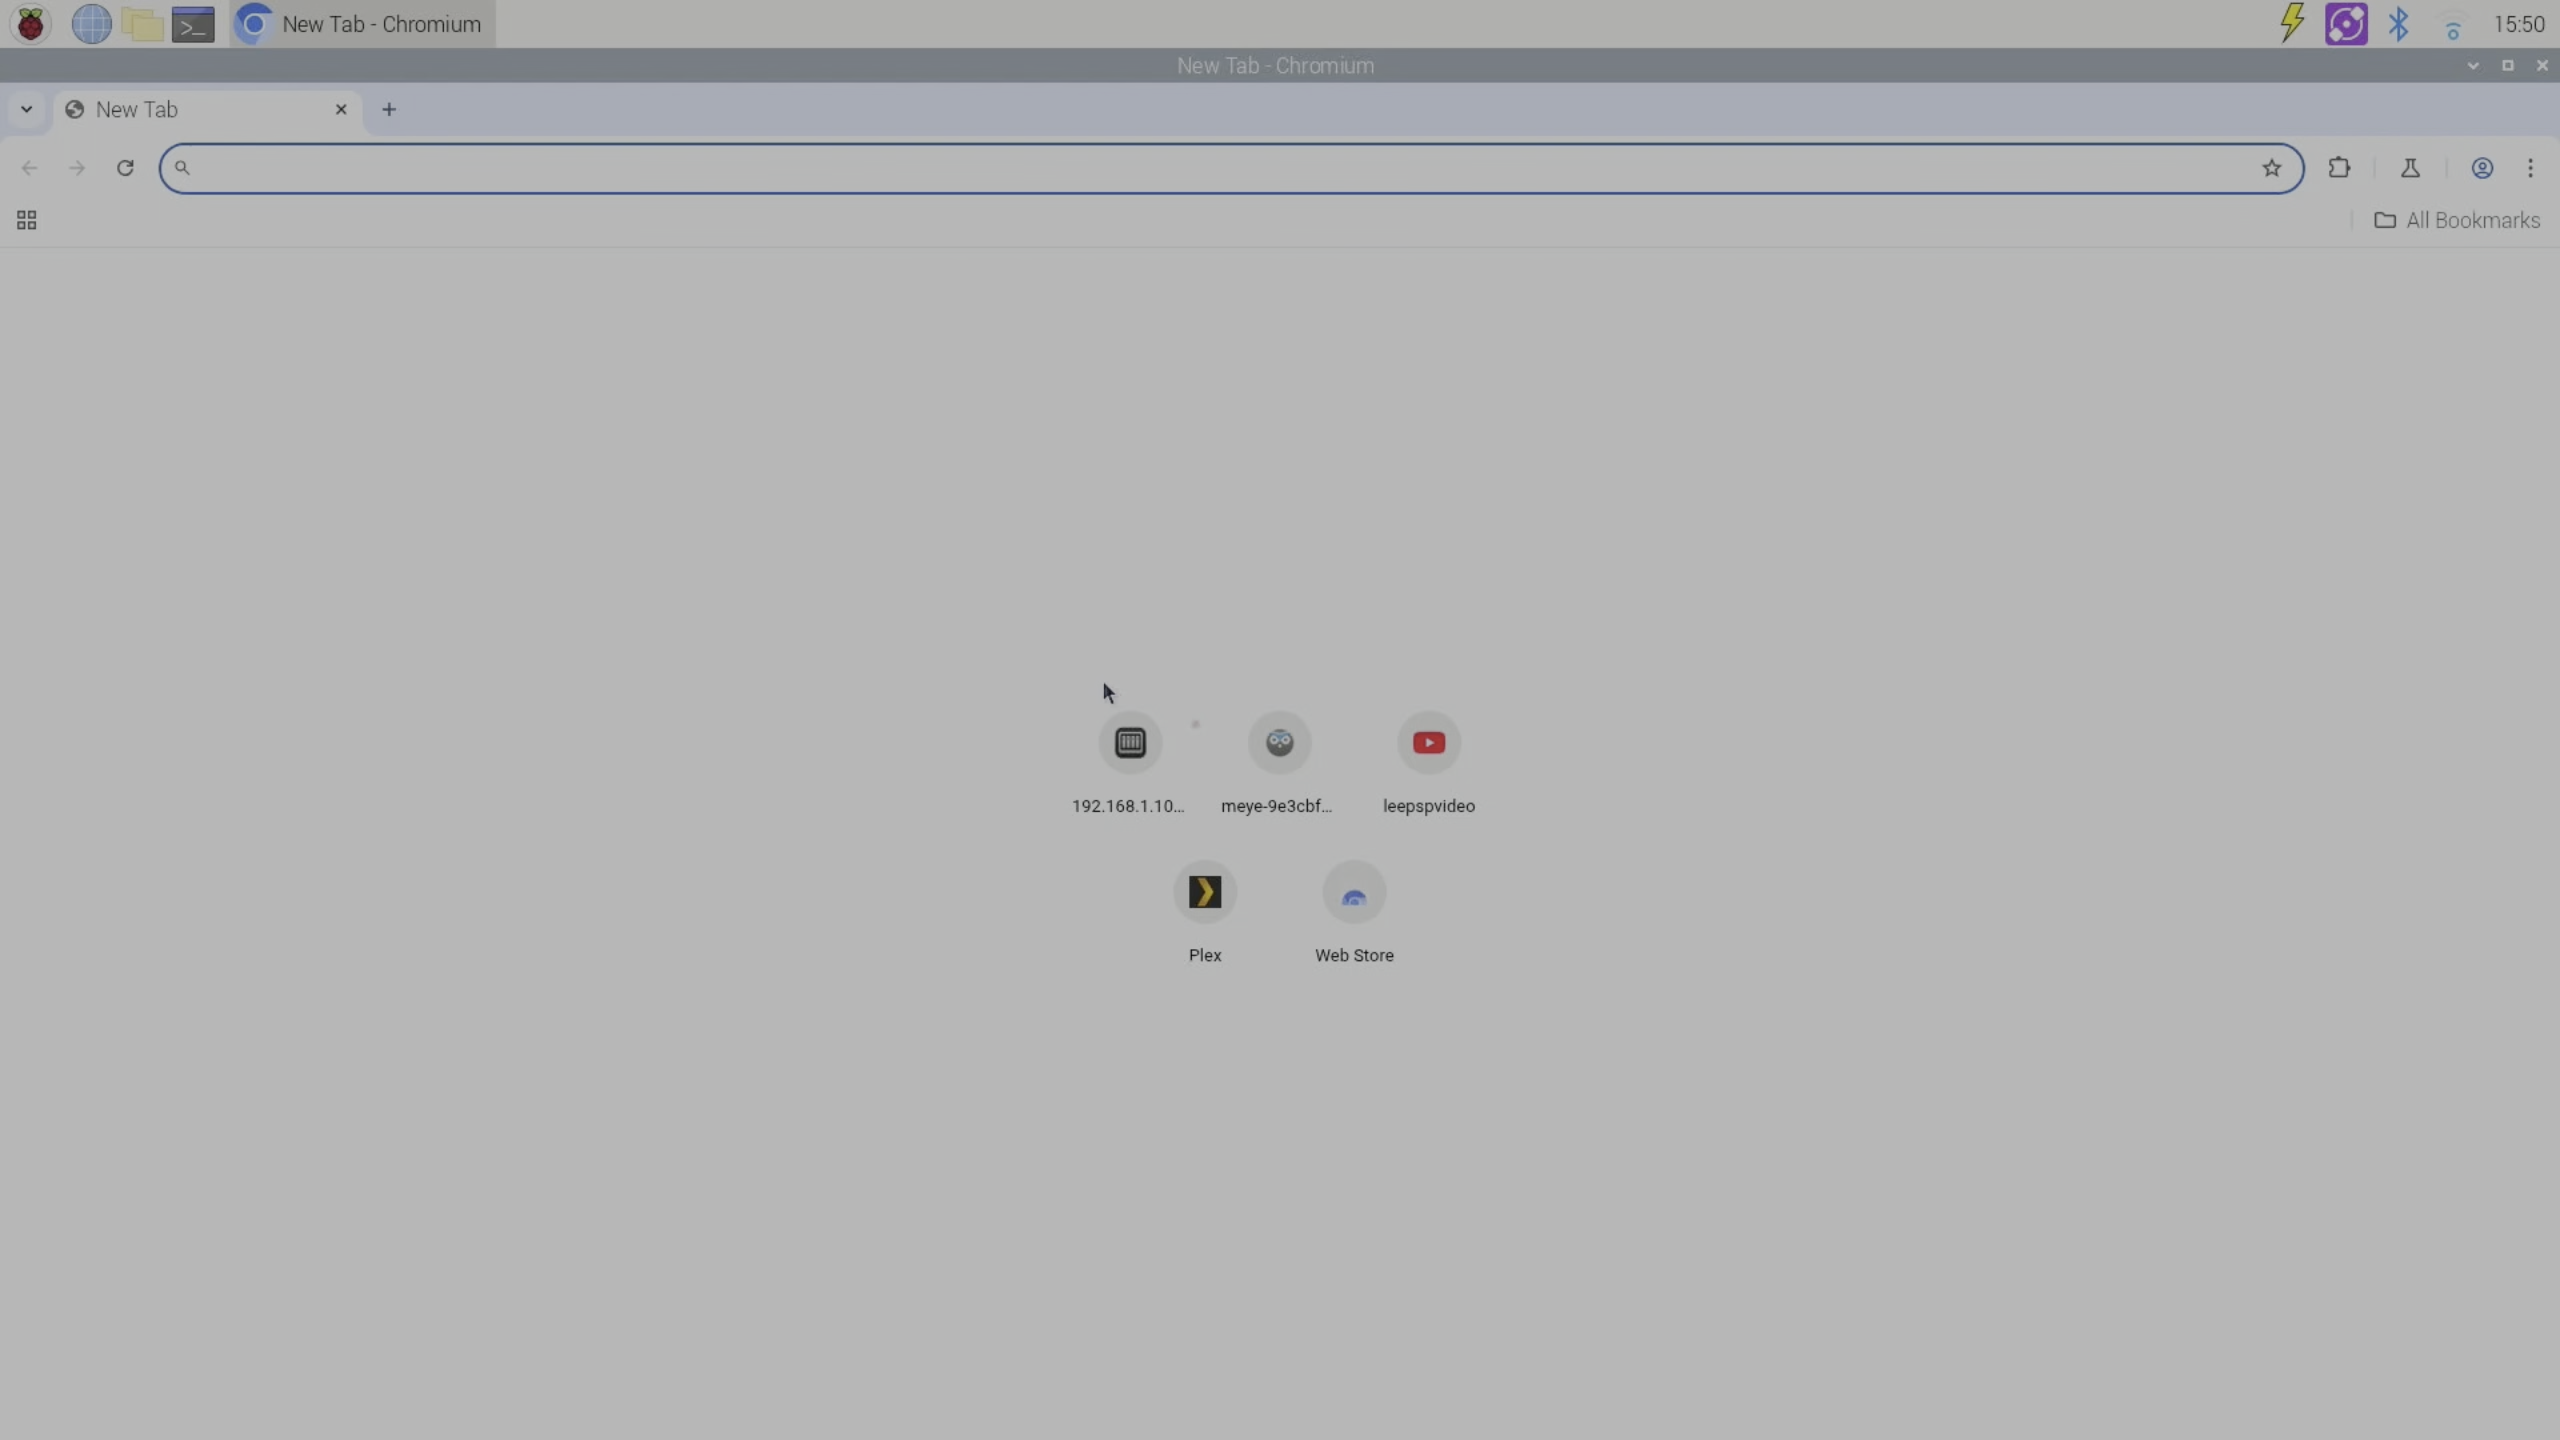 New Tab - Chromium
15:50
New Tab - Chromium
New Tab
All Bookmarks
192.168.1.10...
meye-9e3cbf...
leepspvideo
Plex
Web Store